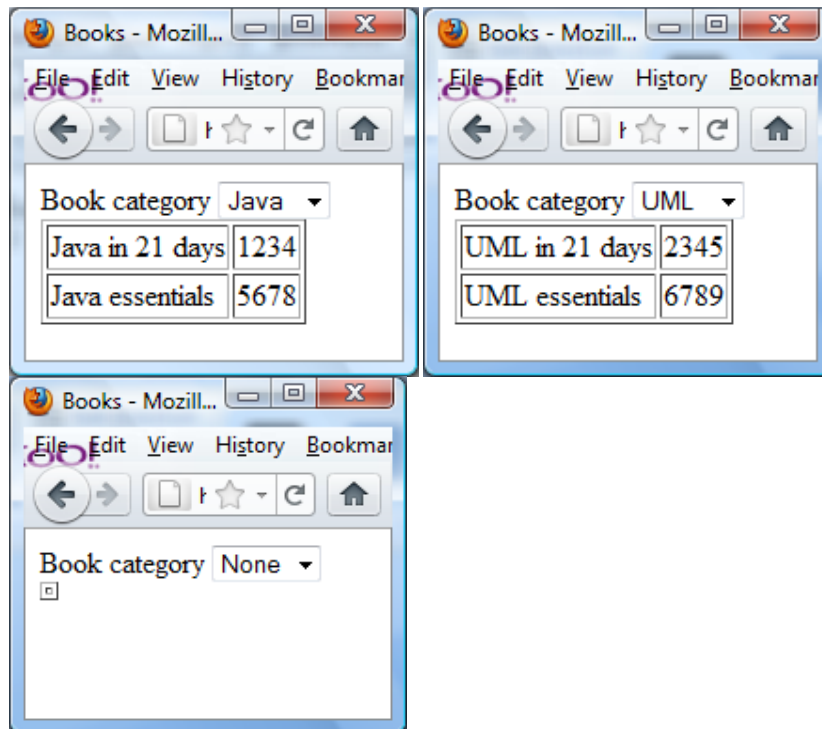 Books - Mozill...
File Edit View History Bookmar
Book category Java
Java in 21 days 1234
Java essentials 5678
Books - Mozill...
File Edit View History Bookmar
Book category UML
UML in 21 days 2345
UML essentials 6789
Books - Mozill...
File Edit View History Bookmar
Book category None